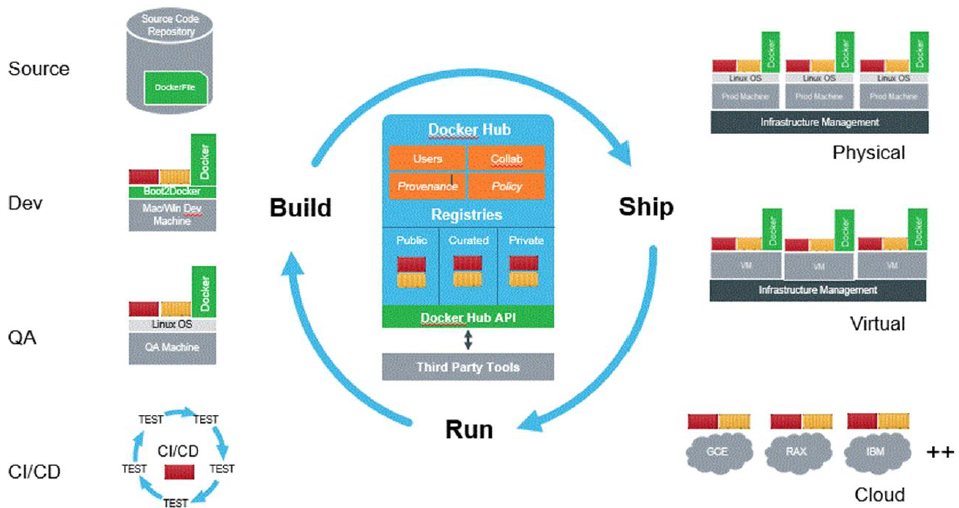 Source
Source Code
Repository
DockerFile
Dev
Docker
Boot2Docker
Mac/Win Dev
Machine
QA
Docker
Linux OS
QA Machine
CI/CD
TEST
TEST
TEST
TEST
TEST
CI/CD
Build
Ship
Run
Docker Hub
Users
Collab
Provenance
Policy
Registries
Public
Curated
Private
Docker Hub API
Third Party Tools
Docker
Docker
Docker
Linux OS
Linux OS
Linux OS
Prod Machine
Prod Machine
Prod Machine
Infrastructure Management
Physical
Docker
Docker
Docker
VM
VM
VM
Infrastructure Management
Virtual
GCE
RAX
IBM
++
Cloud